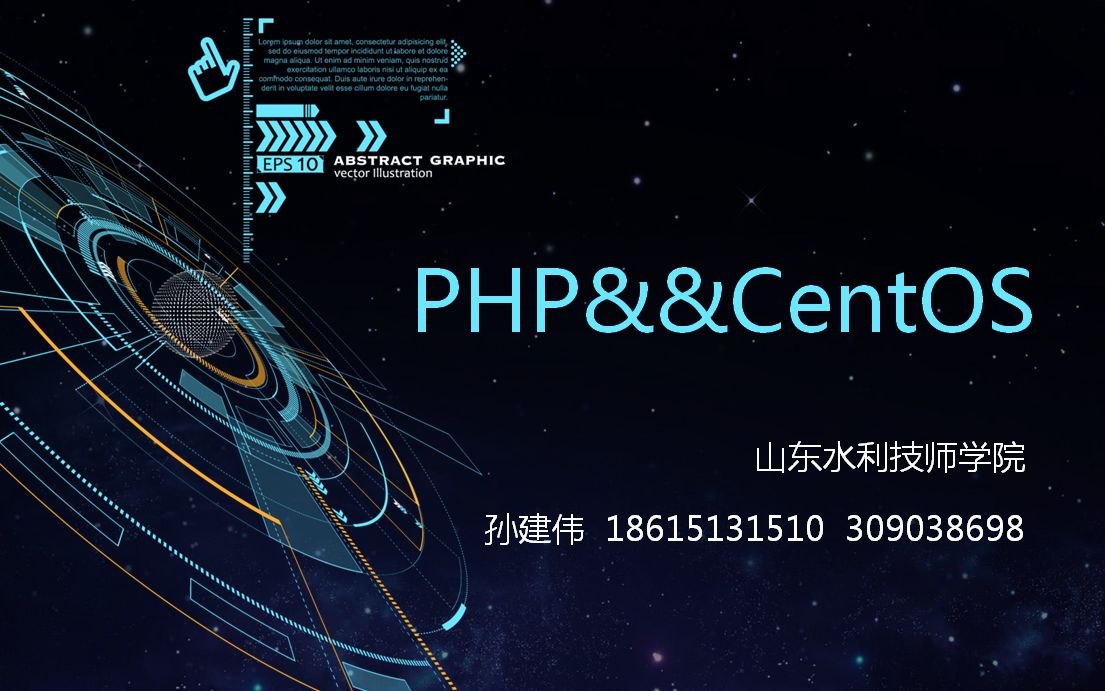 Lorem ipsum dolor sit amet, consectetur adipisicing elit,
sed do eiusmod tempor incididunt ut labore et dolore
magna aliqua. Ut enim ad minim veniam, quis nostrud
exercitation ullamco laboris nisi ut aliquip ex ea
commodo consequat. Duis aute irure dolor in reprehen-
derit in voluptate velit esse cillum dolore eu fugiat nulla
pariatur.
EPS 10
ABSTRACT GRAPHIC
vector Illustration
PHP&&CentOS
山东水利技师学院
孙建伟 18615131510 309038698